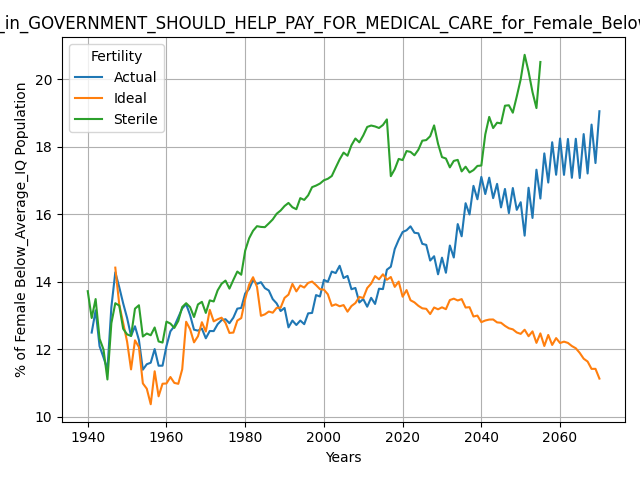 _in_GOVERNMENT_SHOULD_HELP_PAY_FOR_MEDICAL_CARE_for_Female_Below
Fertility
Actual
Ideal
Sterile
% of Female Below_Average_IQ Population
20
18
16
14
12
10
1940 1960 1980 2000 2020 2040 2060
Years